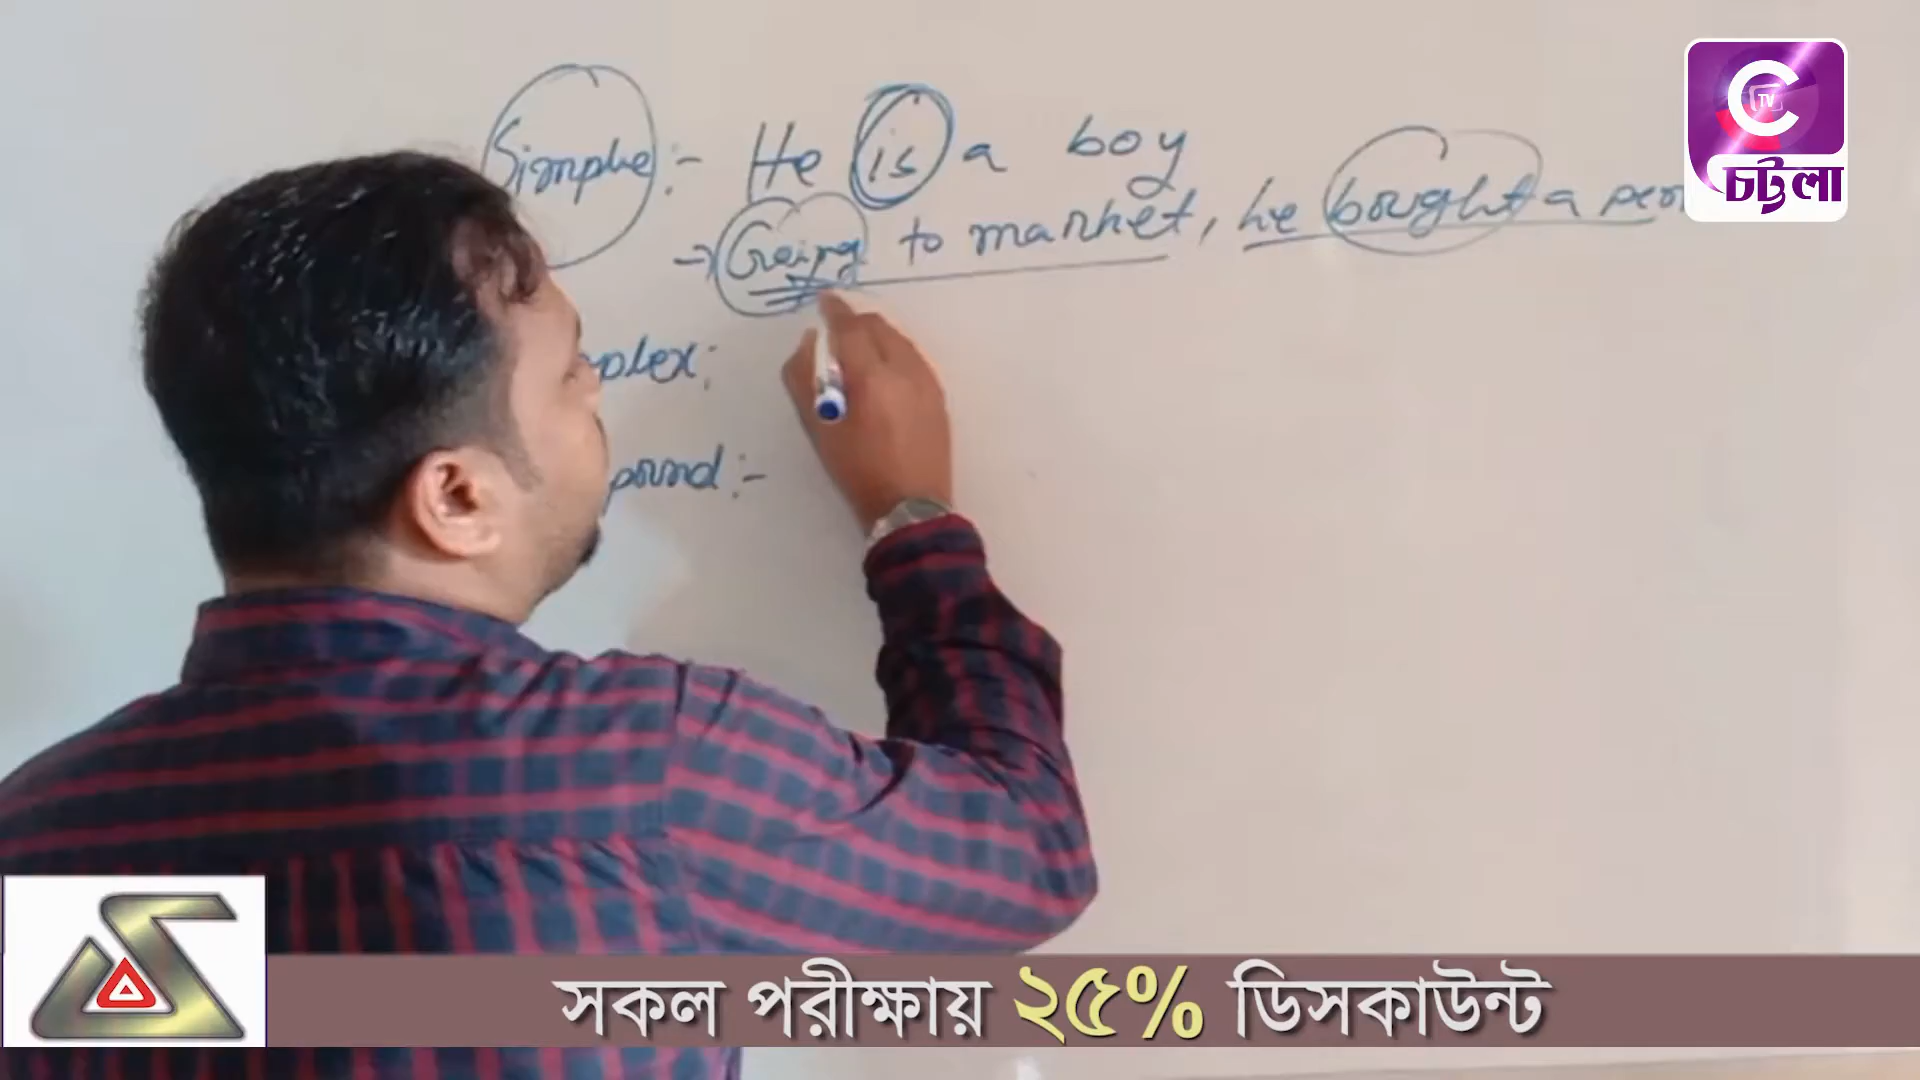 Simple :- He is a boy
→ Going to market, he bought a pen
plex :
pound :-
C TV
চট্টলা
সকল পরীক্ষায় ২৫% ডিসকাউন্ট